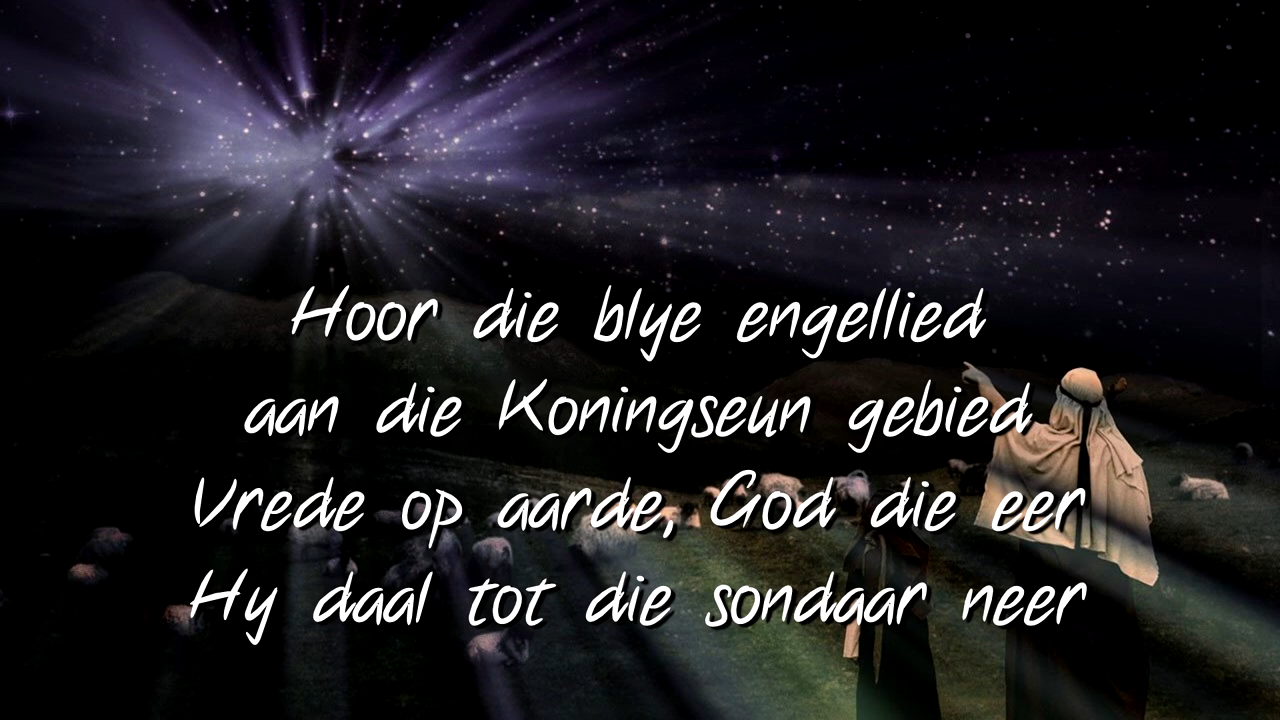 Hoor die blye engellied
aan die Koningseun gebied
Vrede op aarde, God die eer
Hy daal tot die sondaar neer